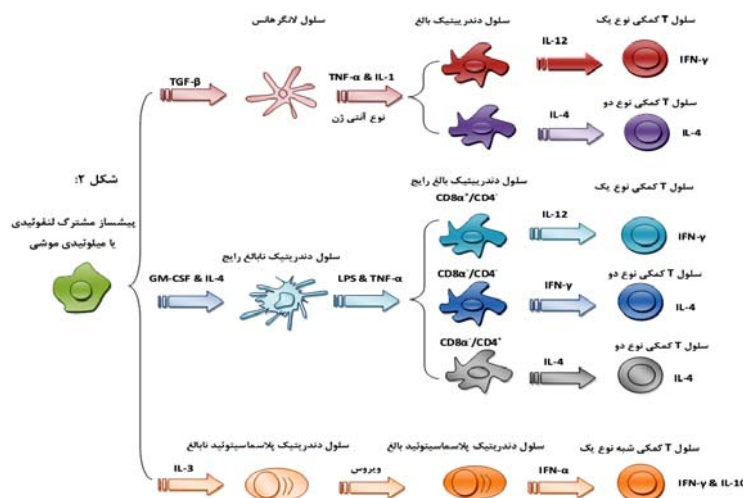 سلول T کمکی نوع یک
سلول دندرییتیک بالغ
سلول لانگرهانس
IL-12
TGF-β
TNF-α & IL-1
IFN-γ
سلول T کمکی نوع دو
نوع آنتی ژن
IL-4
IL-4
شکل ۲:
پیشساز مشترگ لنفوئیدی
یا میلوئیدی موشی
سلول T کمکی نوع یک
سلول دندرییتیک بالغ رایج
CD8α⁺/CD4⁻
IL-12
سلول دندریتیک نابالغ رایج
IFN-γ
GM-CSF & IL-4
LPS & TNF-α
CD8α⁻/CD4⁻
سلول T کمکی نوع دو
IFN-γ
IL-4
CD8α⁻/CD4⁺
سلول T کمکی نوع دو
IL-4
IL-4
سلول T کمکی شبه نوع یک
سلول دندریتیک پلاسماسیتوئید بالغ
سلول دندریتیک پلاسماسیتوئید نابالغ
IL-3
ویروس
IFN-α
IFN-γ & IL-10